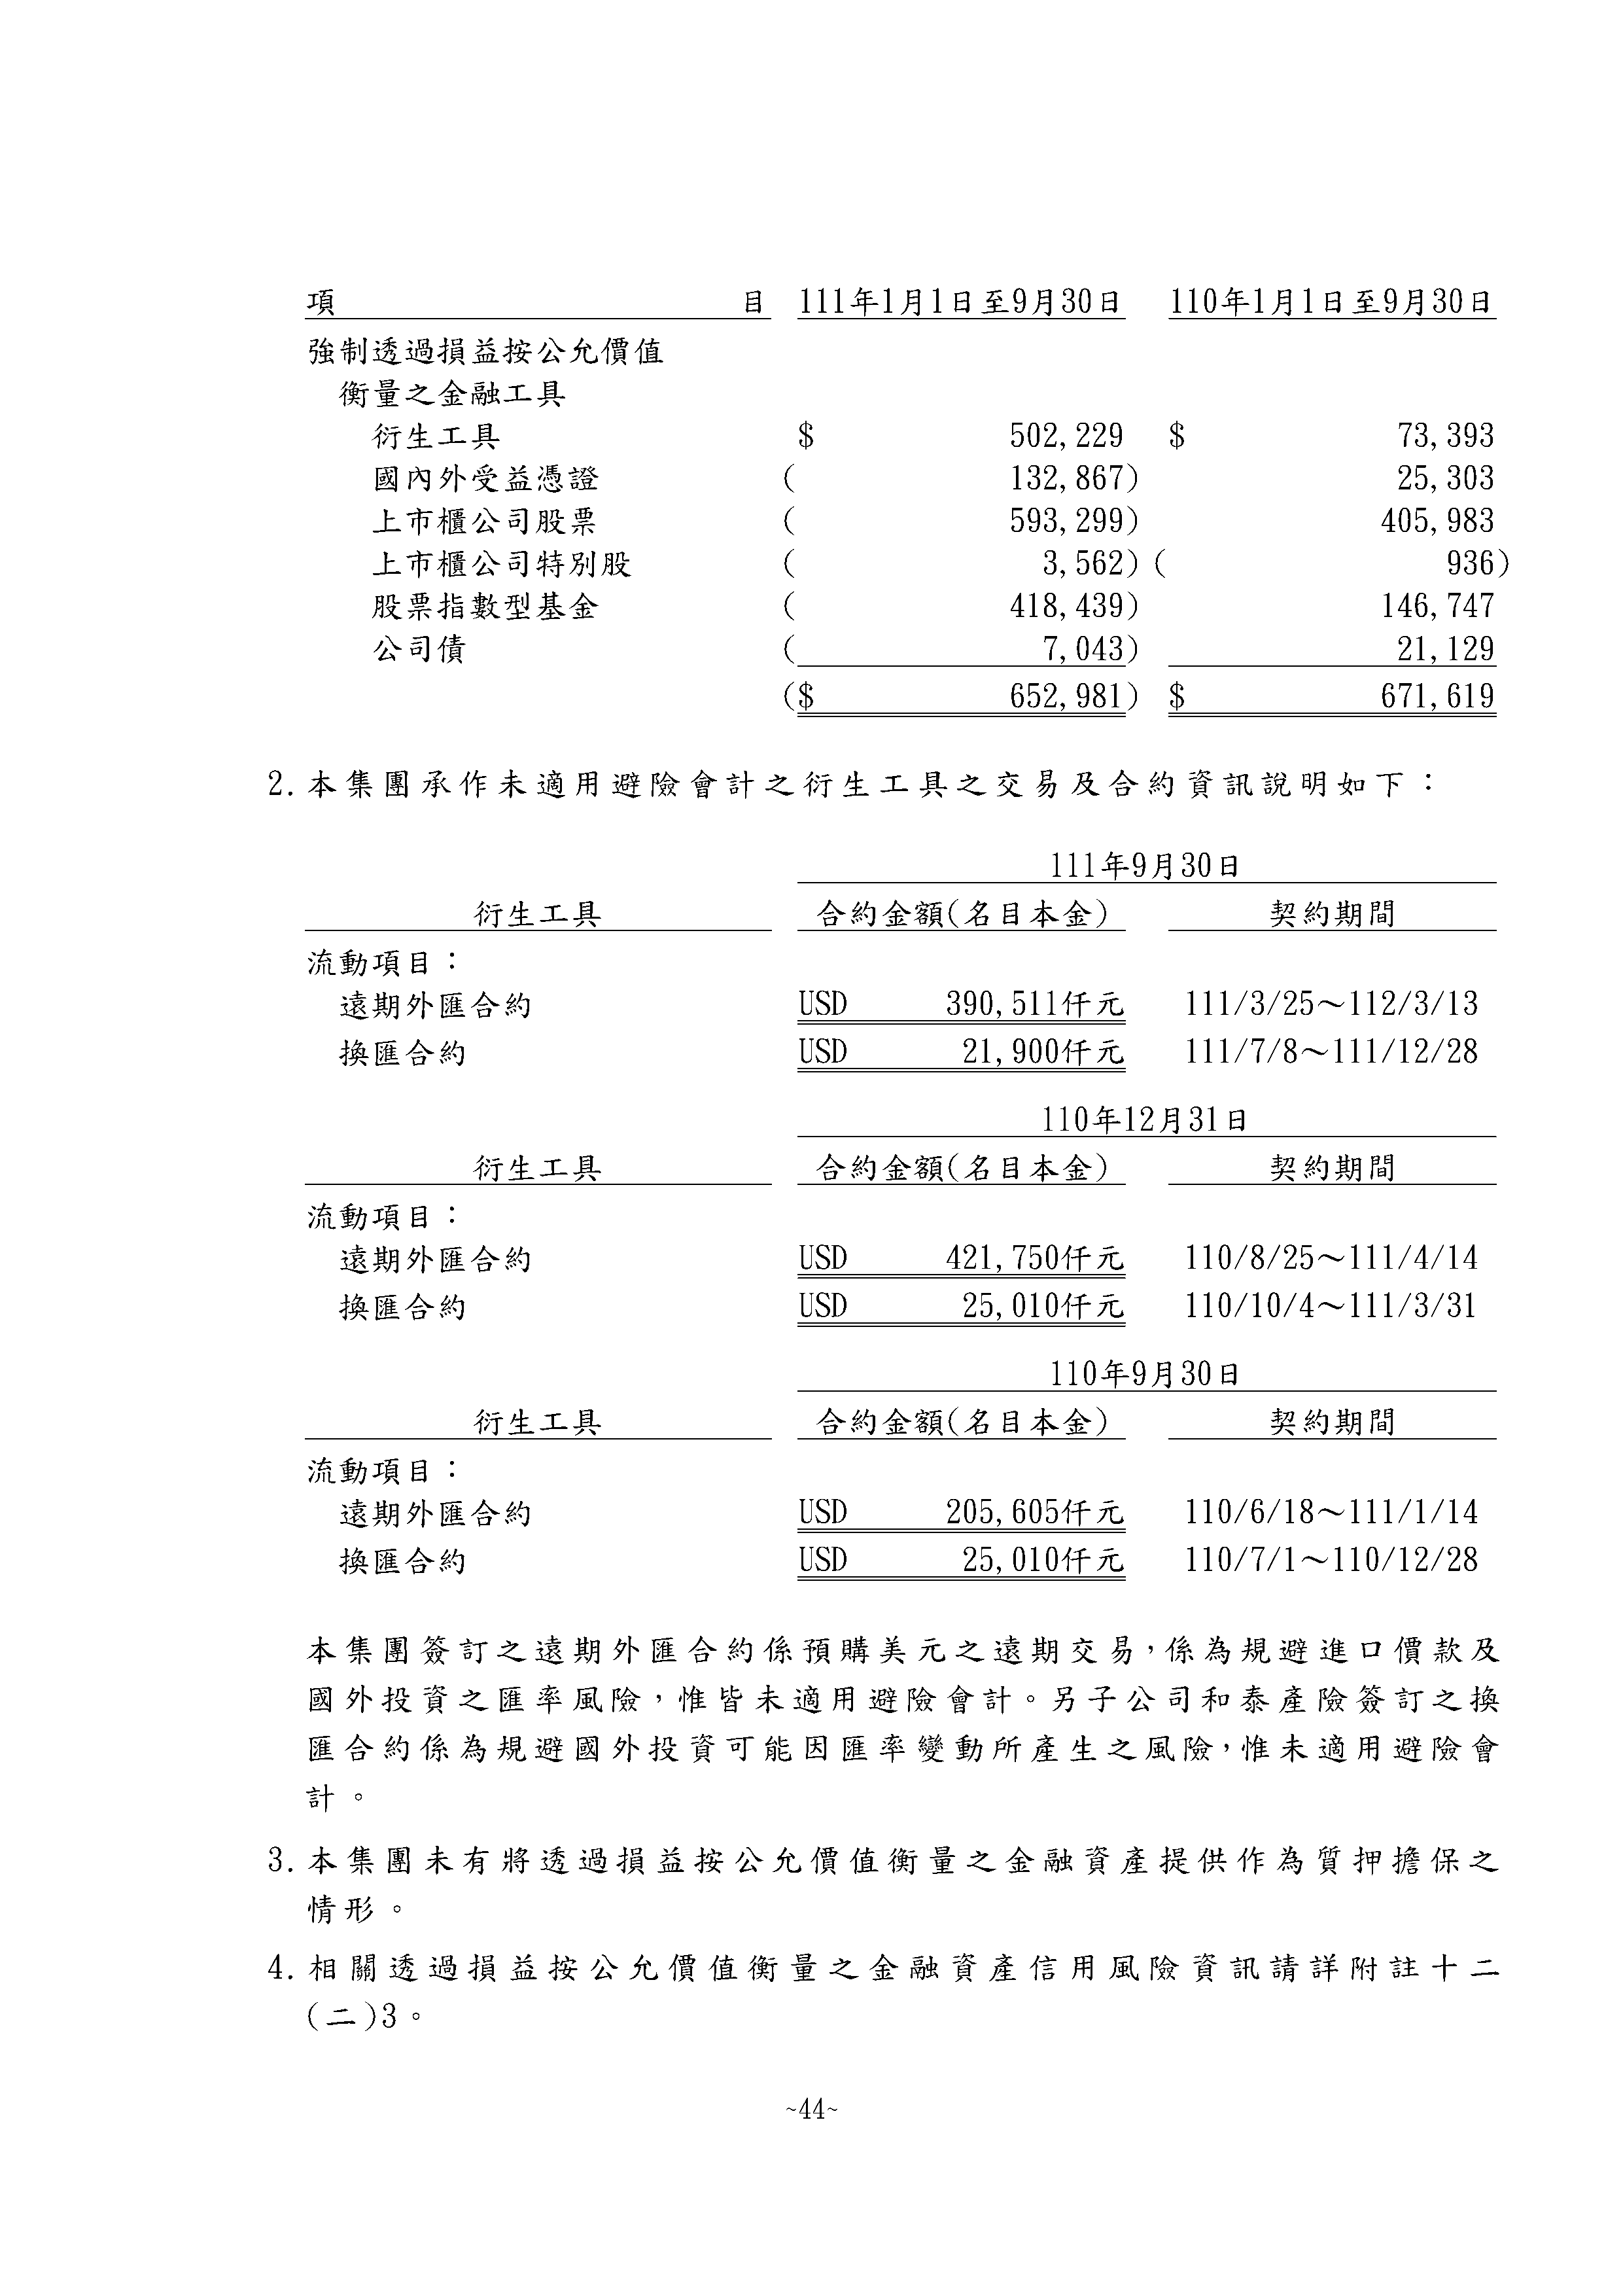 項 目 111年1月1日至9月30日 110年1月1日至9月30日
強制透過損益按公允價值
衡量之金融工具
衍生工具 $ 502,229 $ 73,393
國內外受益憑證 ( 132,867) 25,303
上市櫃公司股票 ( 593,299) 405,983
上市櫃公司特別股 ( 3,562) ( 936)
股票指數型基金 ( 418,439) 146,747
公司債 ( 7,043) 21,129
($ 652,981) $ 671,619
2.本集團承作未適用避險會計之衍生工具之交易及合約資訊說明如下：
111年9月30日
衍生工具 合約金額(名目本金) 契約期間
流動項目：
遠期外匯合約 USD 390,511仟元 111/3/25～112/3/13
換匯合約 USD 21,900仟元 111/7/8～111/12/28
110年12月31日
衍生工具 合約金額(名目本金) 契約期間
流動項目：
遠期外匯合約 USD 421,750仟元 110/8/25～111/4/14
換匯合約 USD 25,010仟元 110/10/4～111/3/31
110年9月30日
衍生工具 合約金額(名目本金) 契約期間
流動項目：
遠期外匯合約 USD 205,605仟元 110/6/18～111/1/14
換匯合約 USD 25,010仟元 110/7/1～110/12/28
本集團簽訂之遠期外匯合約係預購美元之遠期交易，係為規避進口價款及
國外投資之匯率風險，惟皆未適用避險會計。另子公司和泰產險簽訂之換
匯合約係為規避國外投資可能因匯率變動所產生之風險，惟未適用避險會
計。
3.本集團未有將透過損益按公允價值衡量之金融資產提供作為質押擔保之
情形。
4.相關透過損益按公允價值衡量之金融資產信用風險資訊請詳附註十二
(二)3。
~44~